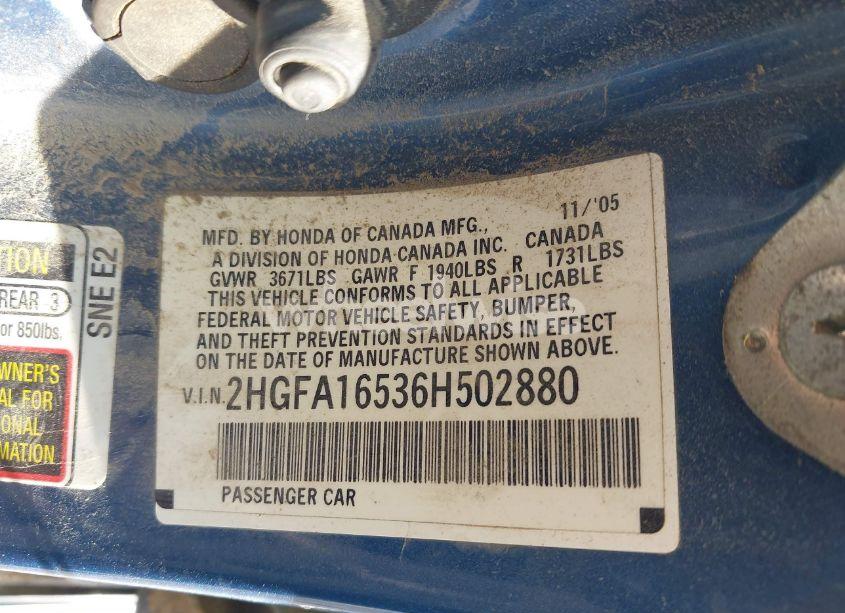 11/'05
MFD. BY HONDA OF CANADA MFG.,
A DIVISION OF HONDA CANADA INC. CANADA
GVWR 3671LBS GAWR F 1940LBS R 1731LBS
THIS VEHICLE CONFORMS TO ALL APPLICABLE
FEDERAL MOTOR VEHICLE SAFETY, BUMPER,
AND THEFT PREVENTION STANDARDS IN EFFECT
ON THE DATE OF MANUFACTURE SHOWN ABOVE.
V.I.N. 2HGFA16536H502880
PASSENGER CAR
SNE E2
TION
REAR 3
or 850lbs.
WNER'S
AL FOR
ONAL
MATION